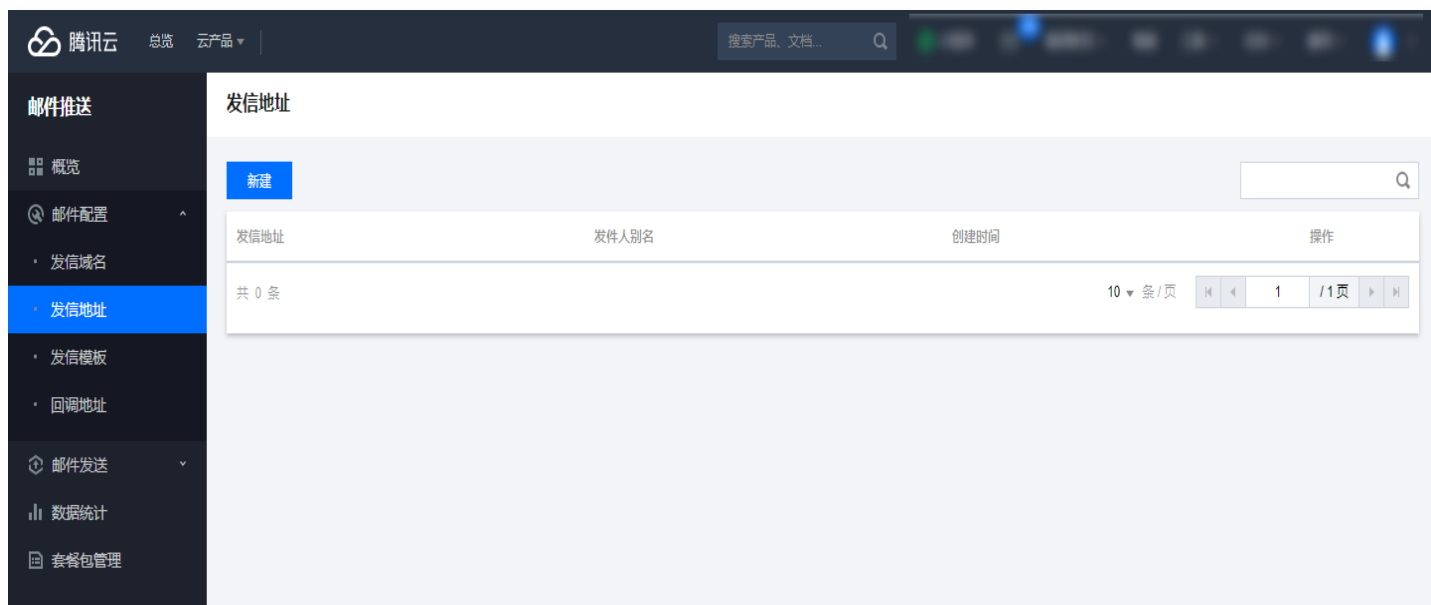 腾讯云 总览 云产品 搜索产品、文档...
邮件推送
概览
邮件配置
发信域名
发信地址
发信模板
回调地址
邮件发送
数据统计
套餐包管理
发信地址
新建
发信地址 发件人别名 创建时间 操作
共 0 条 10 条/页 1 /1页